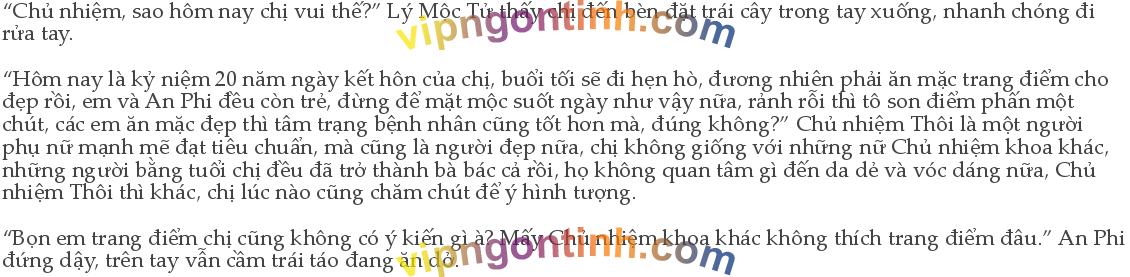 “Chủ nhiệm, sao hôm nay chị vui thế?” Lý Mộc Tử thấy chị đến bèn đặt trái cây trong tay xuống, nhanh chóng đi
rửa tay.
“Hôm nay là kỷ niệm 20 năm ngày kết hôn của chị, buổi tối sẽ đi hẹn hò, đương nhiên phải ăn mặc trang điểm cho
đẹp rồi, em và An Phi đều còn trẻ, đừng để mặt mộc suốt ngày như vậy nữa, rảnh rỗi thì tô son điểm phấn một
chút, các em ăn mặc đẹp thì tâm trạng bệnh nhân cũng tốt hơn mà, đúng không?” Chủ nhiệm Thôi là một người
phụ nữ mạnh mẽ đạt tiêu chuẩn, mà cũng là người đẹp nữa, chị không giống với những nữ Chủ nhiệm khoa khác,
những người bằng tuổi chị đều đã trở thành bà bác cả rồi, họ không quan tâm gì đến da dẻ và vóc dáng nữa, Chủ
nhiệm Thôi thì khác, chị lúc nào cũng chăm chút để ý hình tượng.
“Bọn em trang điểm chị cũng không có ý kiến gì à? Mấy Chủ nhiệm khoa khác không thích trang điểm đâu.” An Phi
đứng dậy, trên tay vẫn cầm trái táo đang ăn dở.
vipngontinh.com
vipngontinh.com